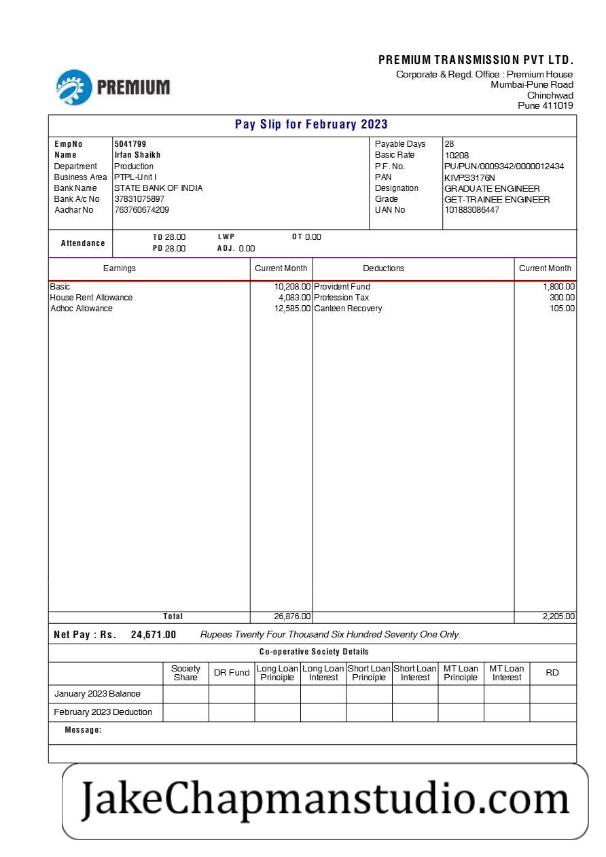 PREMIUM TRANSMISSION PVT LTD.
Corporate & Regd. Office : Premium House
Mumbai-Pune Road
Chinchwad
Pune 411019
PREMIUM
Pay Slip for February 2023
EmpNo 5041799 Payable Days 28
Name Irfan Shaikh Basic Rate 10208
Department Production P.F. No. PU/PUN/0009342/0000012434
Business Area PTPL-Unit I PAN KIVPS3176N
Bank Name STATE BANK OF INDIA Designation GRADUATE ENGINEER
Bank A/c No 37831075897 Grade GET-TRAINEE ENGINEER
Aadhar No 763760674209 UAN No 101883086447
Attendance TD 28.00 LWP OT 0.00
PD 28.00 ADJ. 0.00
Earnings Current Month Deductions Current Month
Basic 10,208.00 Provident Fund 1,800.00
House Rent Allowance 4,083.00 Profession Tax 300.00
Adhoc Allowance 12,585.00 Canteen Recovery 105.00
Total 26,876.00 2,205.00
Net Pay : Rs. 24,671.00 Rupees Twenty Four Thousand Six Hundred Seventy One Only.
Co-operative Society Details
Society Share DR Fund Long Loan Principle Long Loan Interest Short Loan Principle Short Loan Interest MT Loan Principle MT Loan Interest RD
January 2023 Balance
February 2023 Deduction
Message:
JakeChapmanstudio.com